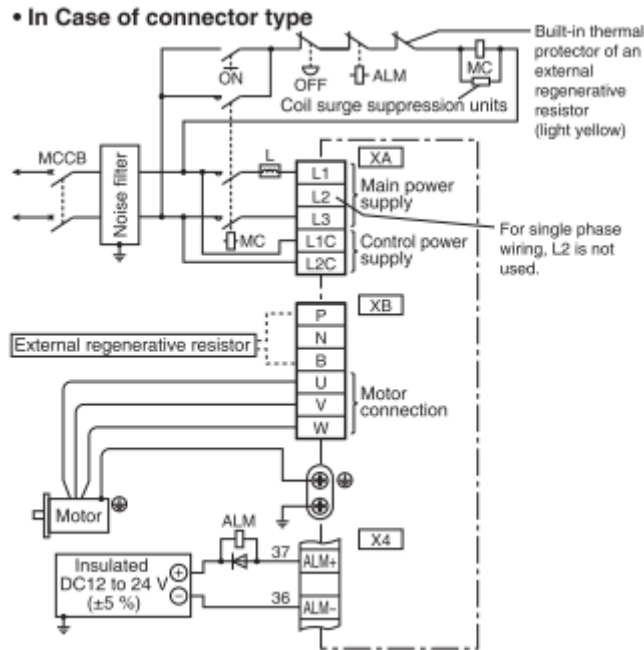 • In Case of connector type
Built-in thermal
protector of an
external
regenerative
resistor
(light yellow)
ON
OFF
ALM
MC
Coil surge suppression units
MCCB
Noise filter
L
XA
L1
L2
L3
L1C
L2C
Main power
supply
Control power
supply
MC
For single phase
wiring, L2 is not
used.
XB
P
N
B
U
V
W
External regenerative resistor
Motor
connection
Motor
ALM
X4
Insulated
DC12 to 24 V
(±5 %)
+
−
37
36
ALM+
ALM−